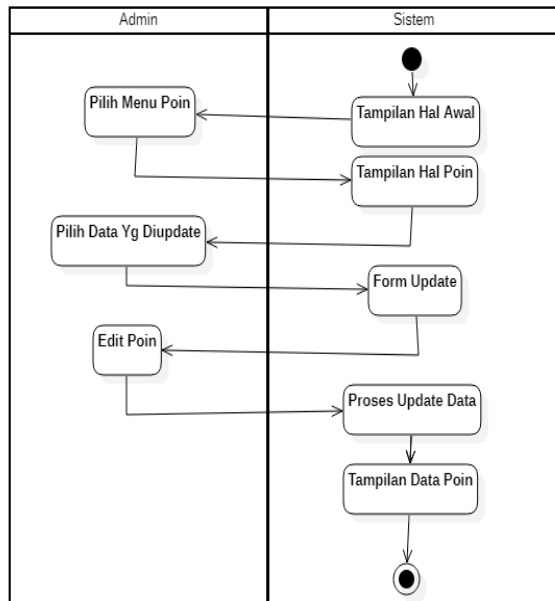 Admin
Sistem
Tampilan Hal Awal
Pilih Menu Poin
Tampilan Hal Poin
Pilih Data Yg Diupdate
Form Update
Edit Poin
Proses Update Data
Tampilan Data Poin